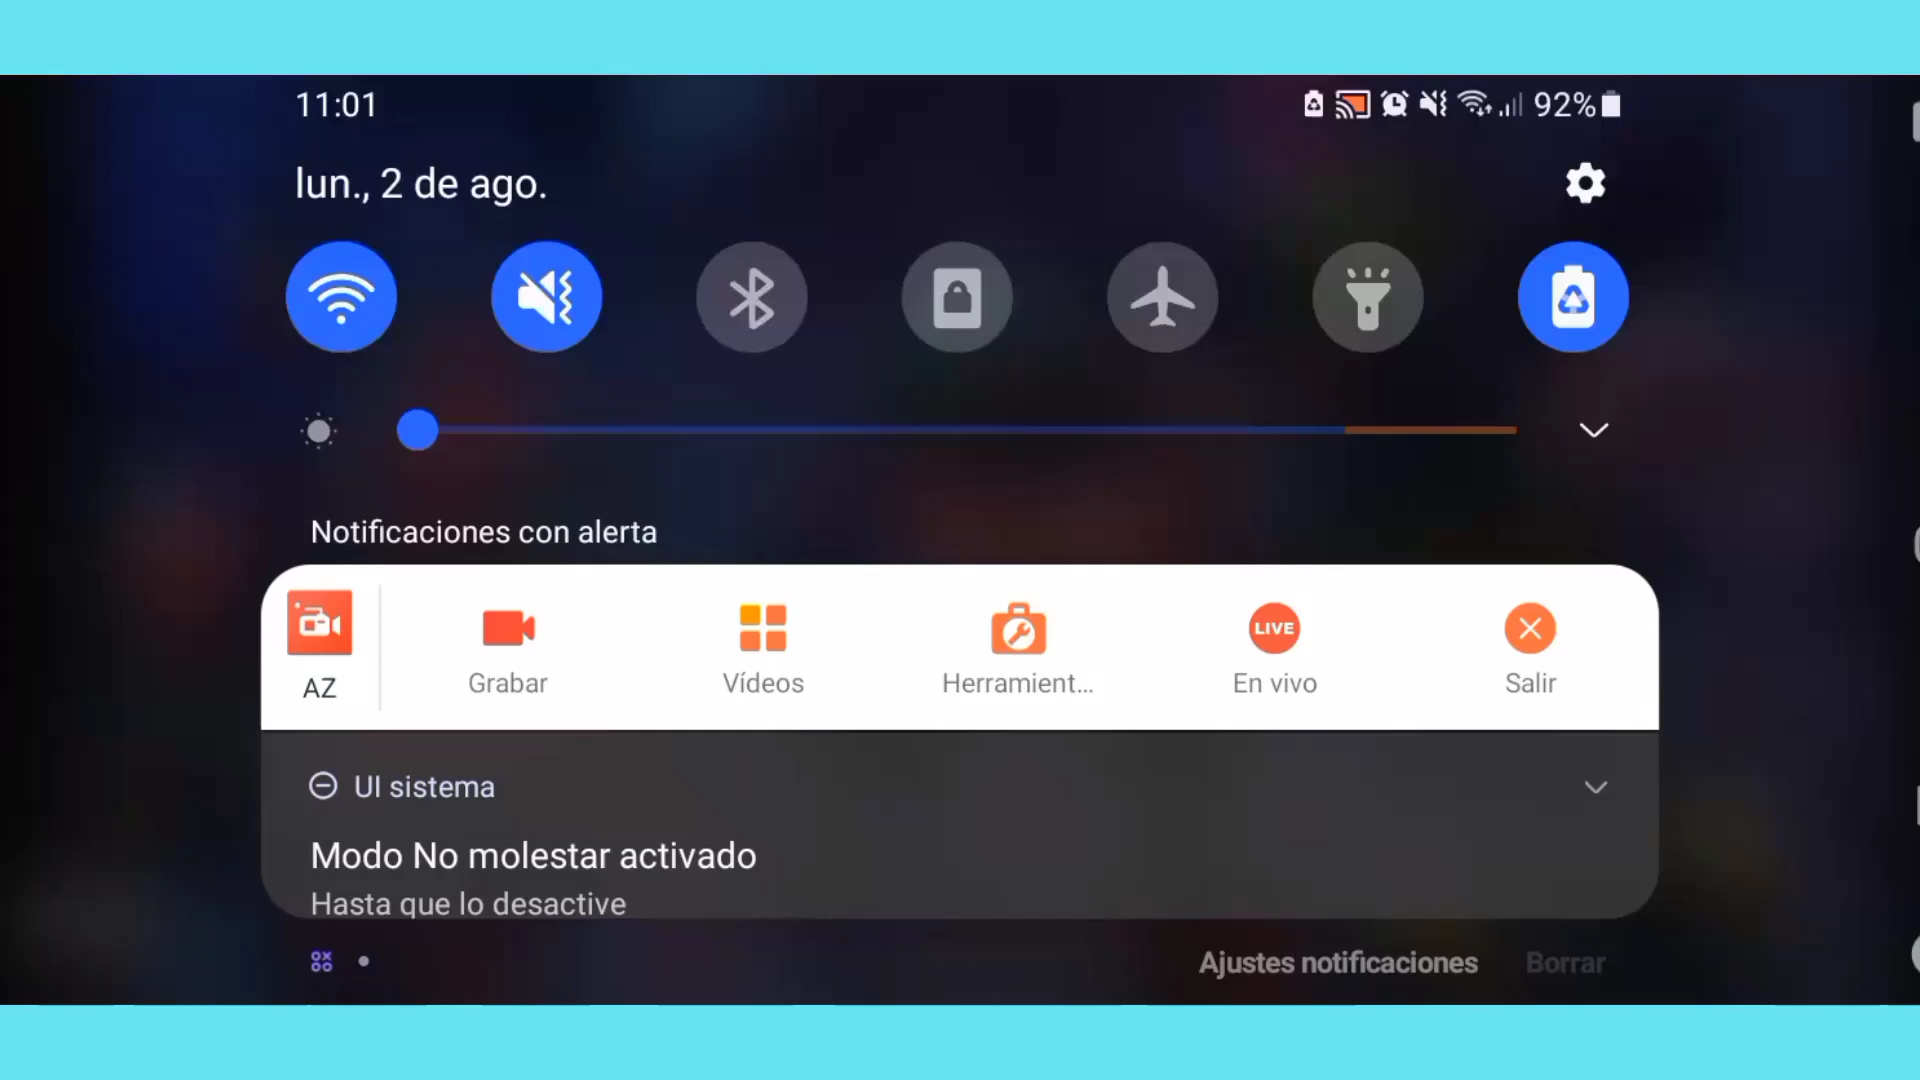 11:01
92%
lun., 2 de ago.
Notificaciones con alerta
AZ
Grabar
Vídeos
Herramient...
LIVE
En vivo
Salir
UI sistema
Modo No molestar activado
Hasta que lo desactive
Ajustes notificaciones
Borrar